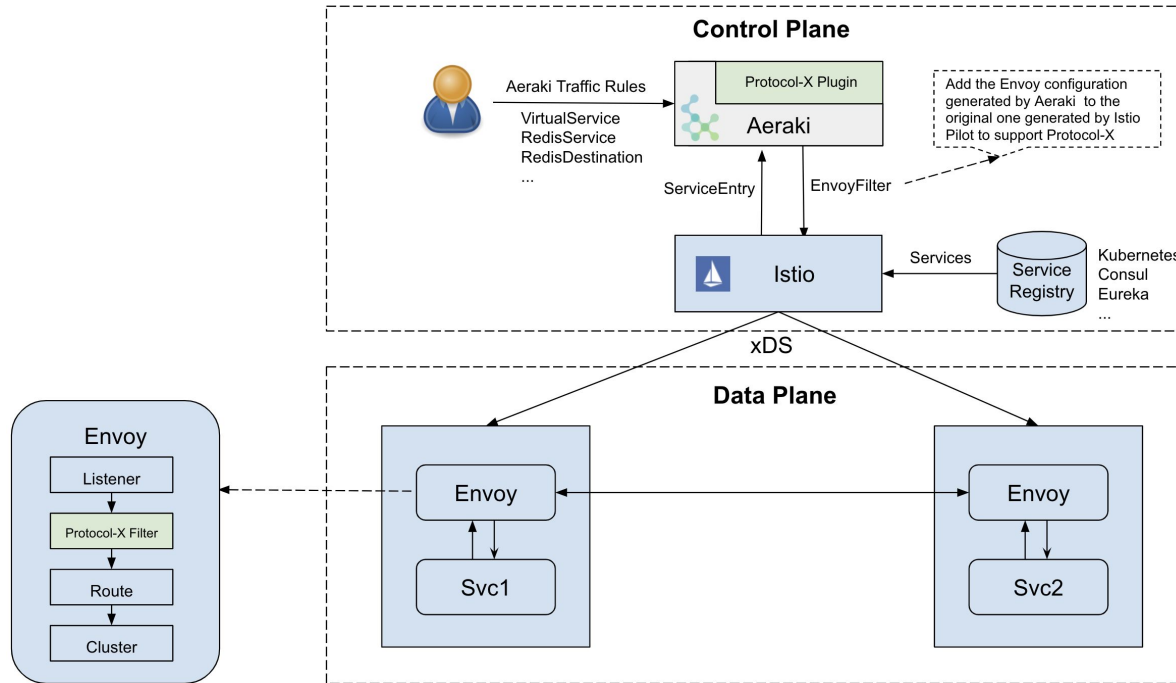 Control Plane
Aeraki Traffic Rules
VirtualService
RedisService
RedisDestination
...
Protocol-X Plugin
Aeraki
Add the Envoy configuration
generated by Aeraki to the
original one generated by Istio
Pilot to support Protocol-X
ServiceEntry
EnvoyFilter
Istio
Services
Service
Registry
Kubernetes
Consul
Eureka
...
xDS
Data Plane
Envoy
Listener
Protocol-X Filter
Route
Cluster
Envoy
Svc1
Envoy
Svc2